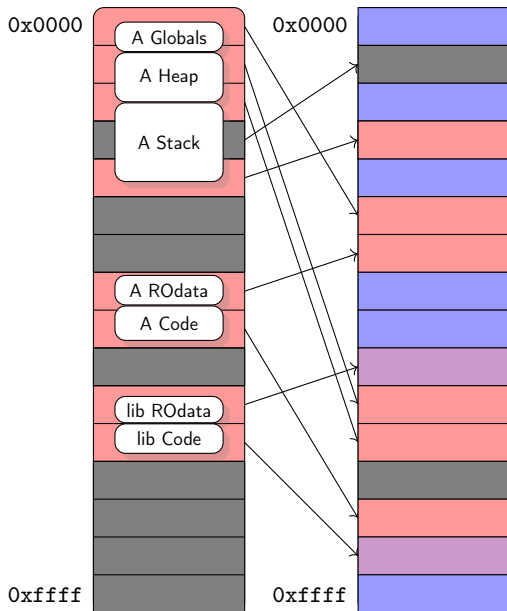 0x0000
0x0000
A Globals
A Heap
A Stack
A ROdata
A Code
lib ROdata
lib Code
0xffff
0xffff